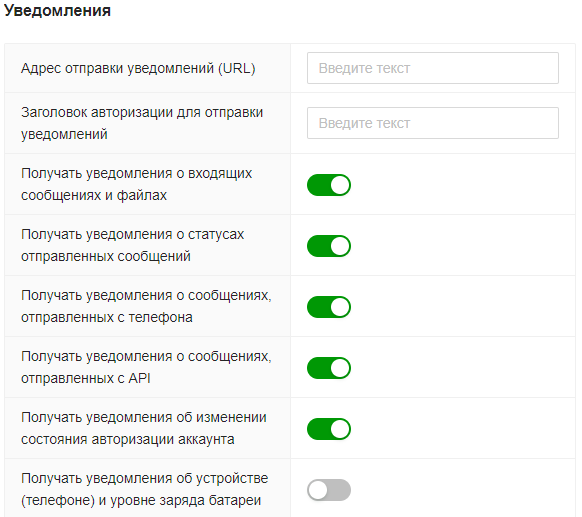 Уведомления
Адрес отправки уведомлений (URL)
Введите текст
Заголовок авторизации для отправки
уведомлений
Введите текст
Получать уведомления о входящих
сообщениях и файлах
Получать уведомления о статусах
отправленных сообщений
Получать уведомления о сообщениях,
отправленных с телефона
Получать уведомления о сообщениях,
отправленных с API
Получать уведомления об изменении
состояния авторизации аккаунта
Получать уведомления об устройстве
(телефоне) и уровне заряда батареи